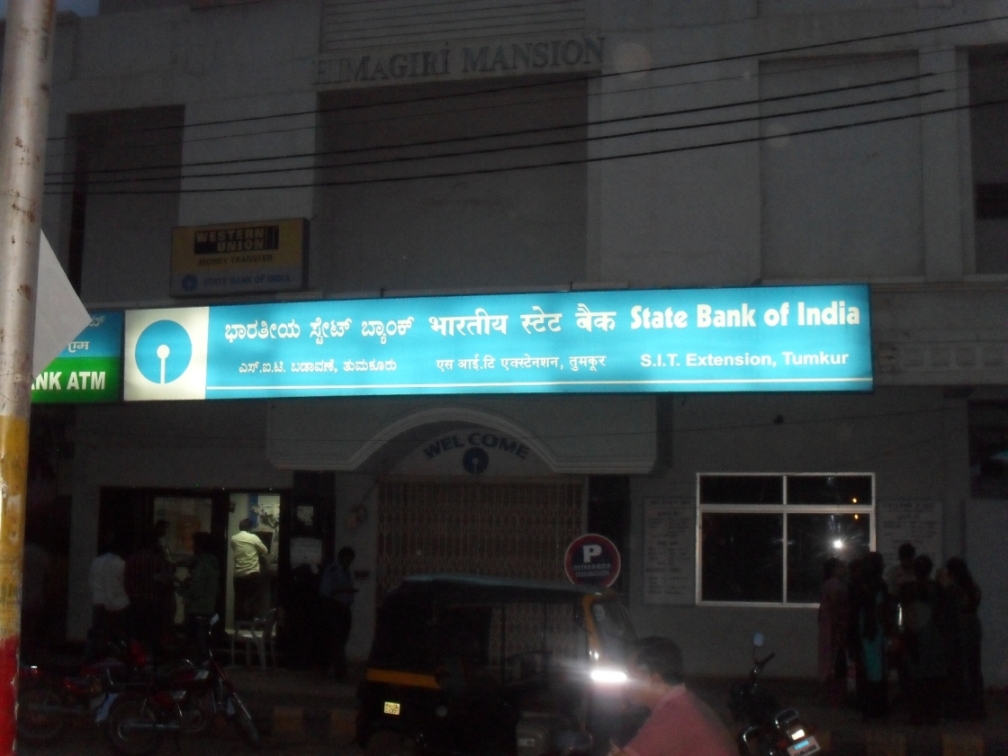 HIMAGIRI MANSION
WESTERN
UNION
MONEY TRANSFER
STATE BANK OF INDIA
ಭಾರತೀಯ ಸ್ಟೇಟ್ ಬ್ಯಾಂಕ್ भारतीय स्टेट बैंक State Bank of India
ಎಸ್.ಐ.ಟಿ. ಬಡಾವಣೆ, ತುಮಕೂರು एस आई.टि एक्स्टेनशन, तुमकूर S.I.T. Extension, Tumkur
ANK ATM
WEL COME
P